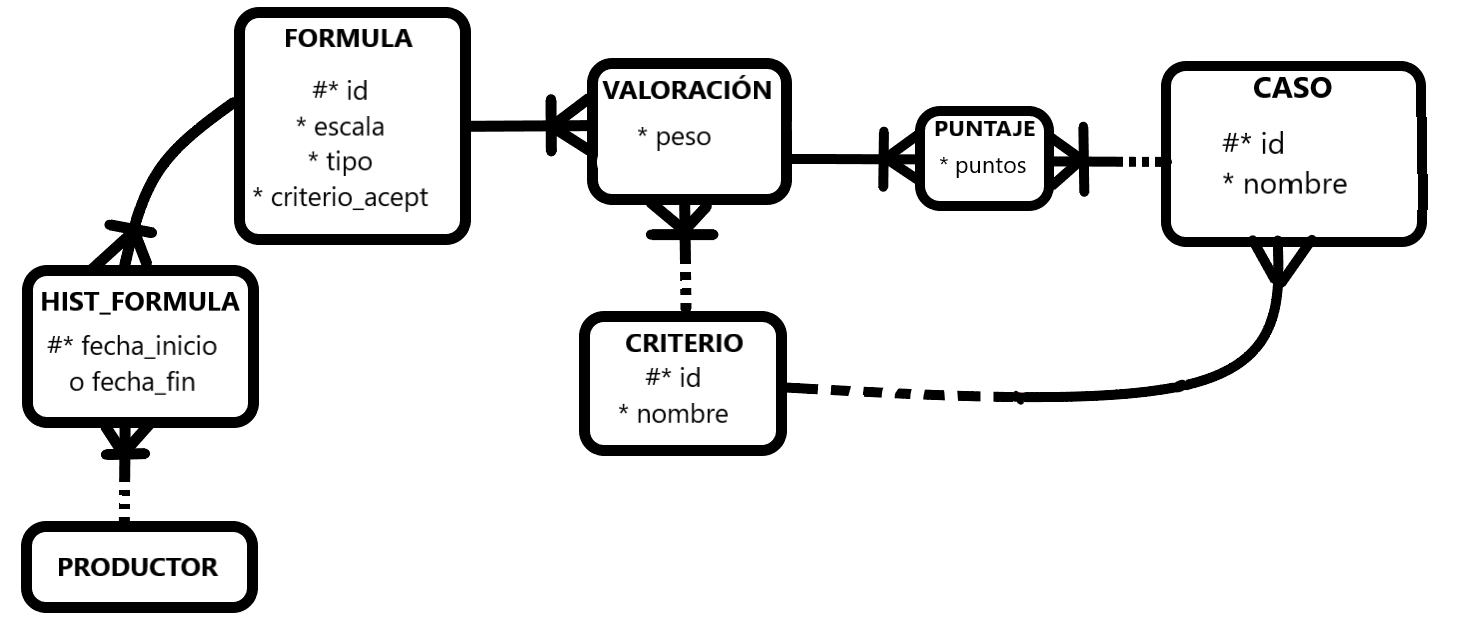 FORMULA
#* id
* escala
* tipo
* criterio_acept
VALORACIÓN
* peso
PUNTAJE
* puntos
CASO
#* id
* nombre
HIST_FORMULA
#* fecha_inicio
o fecha_fin
CRITERIO
#* id
* nombre
PRODUCTOR